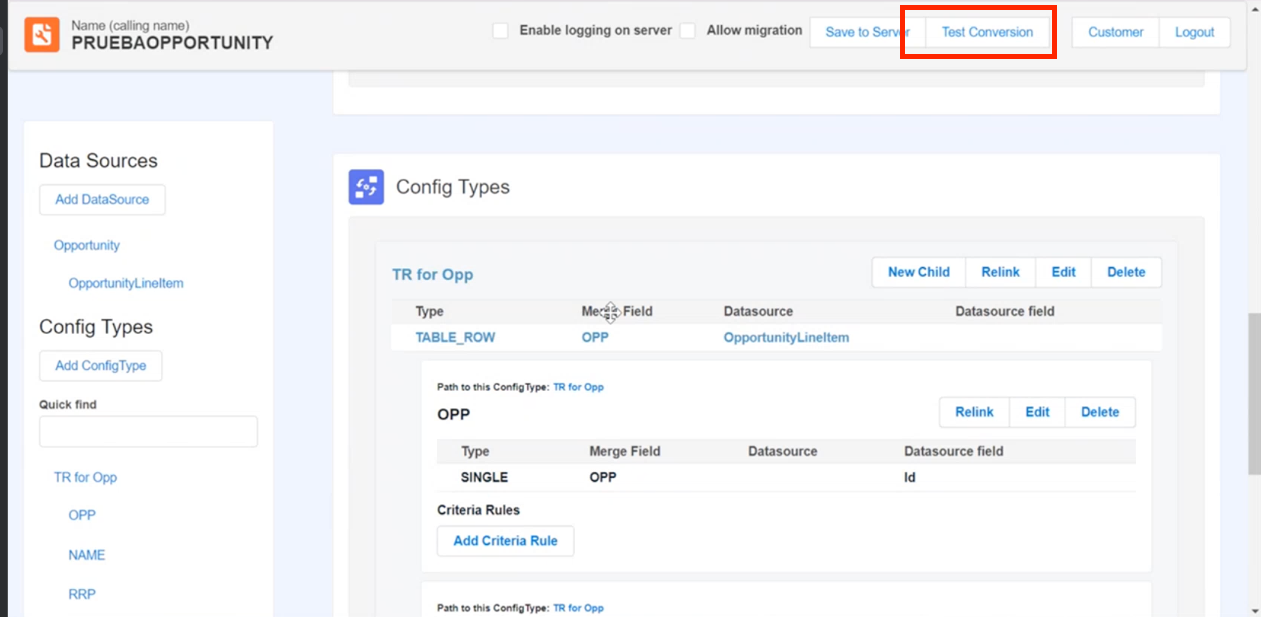 Name (calling name)
PRUEBAOPPORTUNITY
Enable logging on server
Allow migration
Save to Server
Test Conversion
Customer
Logout
Data Sources
Add DataSource
Opportunity
OpportunityLineItem
Config Types
Add ConfigType
Quick find
TR for Opp
OPP
NAME
RRP
Config Types
TR for Opp
New Child
Relink
Edit
Delete
Type Merge Field Datasource Datasource field
TABLE_ROW OPP OpportunityLineItem
Path to this ConfigType: TR for Opp
OPP
Relink
Edit
Delete
Type Merge Field Datasource Datasource field
SINGLE OPP Id
Criteria Rules
Add Criteria Rule
Path to this ConfigType: TR for Opp